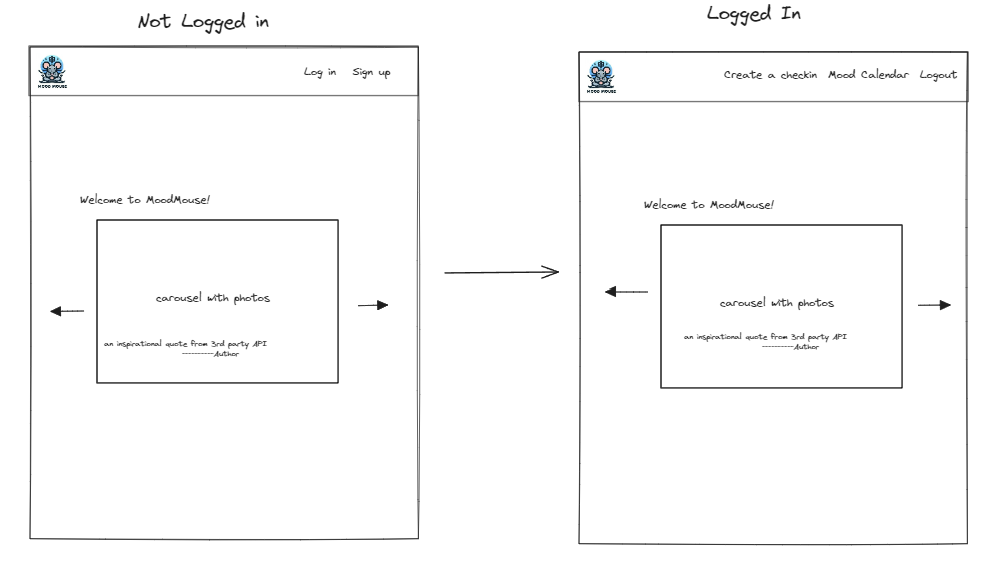 Not Logged in
MOOD MOUSE
Log in Sign up
Welcome to MoodMouse!
carousel with photos
an inspirational quote from 3rd party API
----------Author
Logged In
MOOD MOUSE
Create a checkin Mood Calendar Logout
Welcome to MoodMouse!
carousel with photos
an inspirational quote from 3rd party API
----------Author